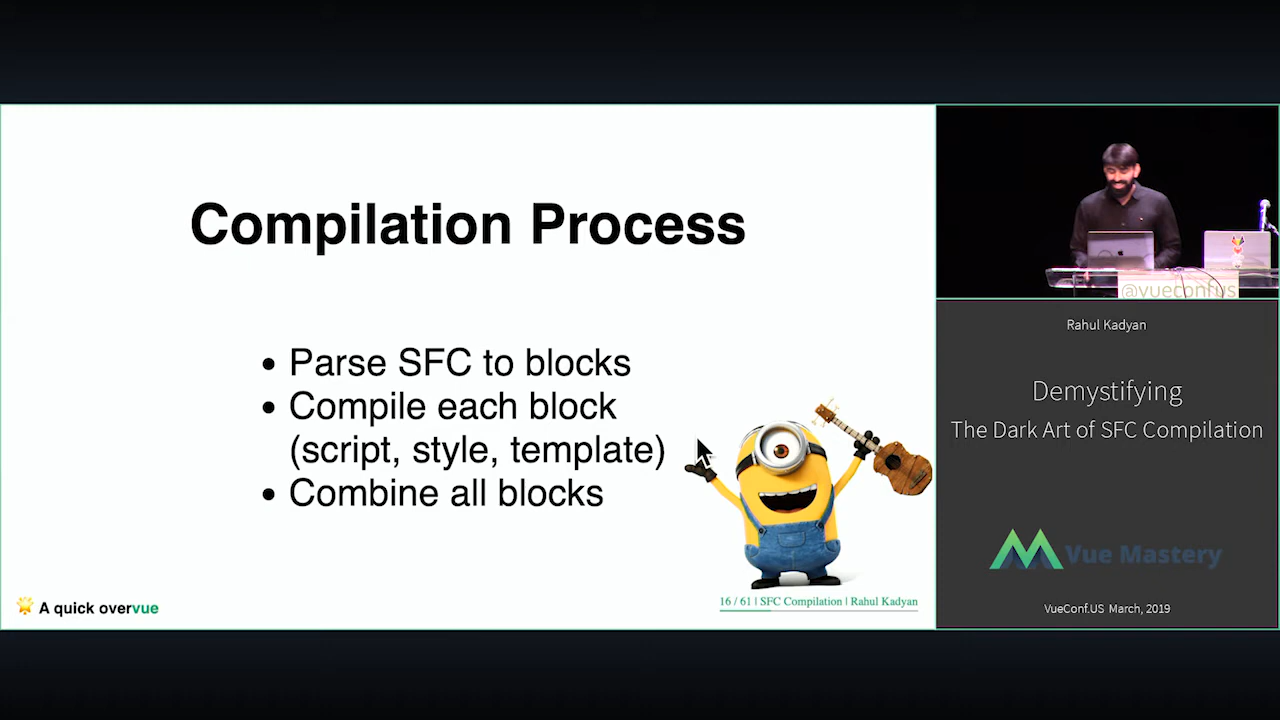 Compilation Process
• Parse SFC to blocks
• Compile each block
(script, style, template)
• Combine all blocks
A quick overvue
16 / 61 | SFC Compilation | Rahul Kadyan
@vueconfus
Rahul Kadyan
Demystifying
The Dark Art of SFC Compilation
Vue Mastery
VueConf.US March, 2019